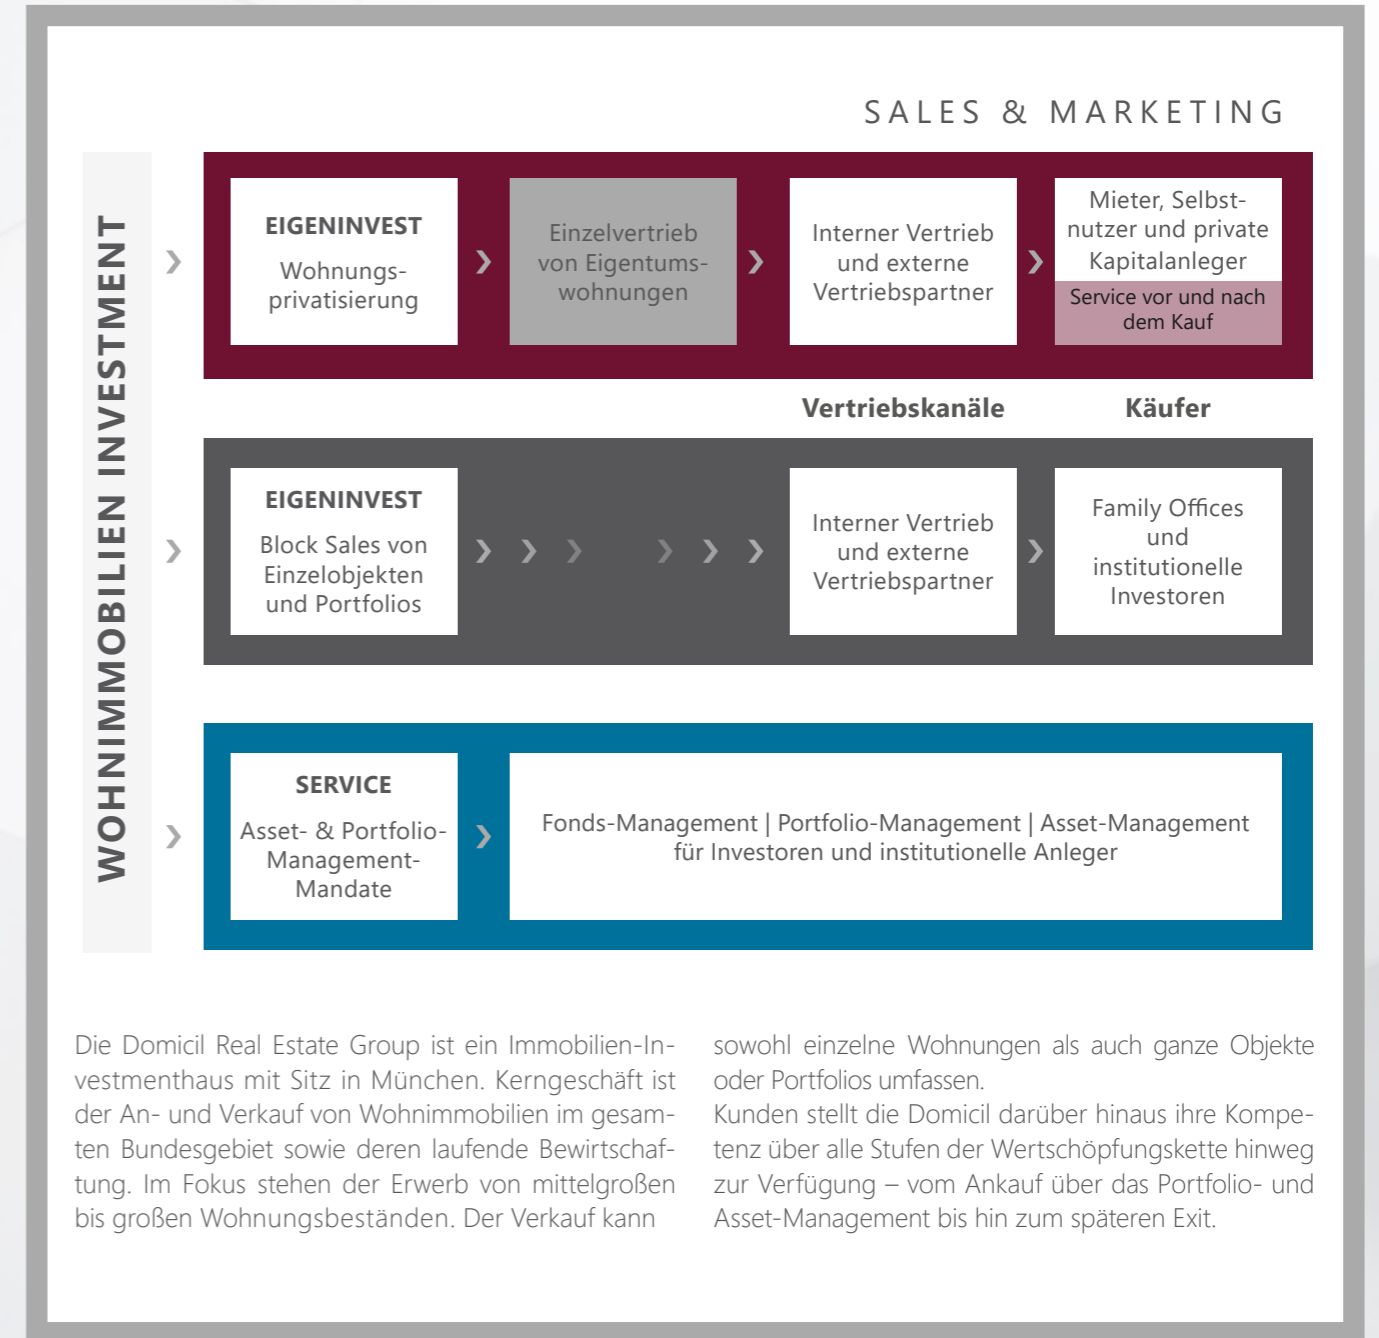 SALES & MARKETING
WOHNIMMOBILIEN INVESTMENT
EIGENINVEST
Wohnungs-
privatisierung
Einzelvertrieb
von Eigentums-
wohnungen
Interner Vertrieb
und externe
Vertriebspartner
Mieter, Selbst-
nutzer und private
Kapitalanleger
Service vor und nach
dem Kauf
Vertriebskanäle
Käufer
EIGENINVEST
Block Sales von
Einzelobjekten
und Portfolios
Interner Vertrieb
und externe
Vertriebspartner
Family Offices
und
institutionelle
Investoren
SERVICE
Asset- & Portfolio-
Management-
Mandate
Fonds-Management | Portfolio-Management | Asset-Management
für Investoren und institutionelle Anleger
Die Domicil Real Estate Group ist ein Immobilien-In-
vestmenthaus mit Sitz in München. Kerngeschäft ist
der An- und Verkauf von Wohnimmobilien im gesam-
ten Bundesgebiet sowie deren laufende Bewirtschaf-
tung. Im Fokus stehen der Erwerb von mittelgroßen
bis großen Wohnungsbeständen. Der Verkauf kann
sowohl einzelne Wohnungen als auch ganze Objekte
oder Portfolios umfassen.
Kunden stellt die Domicil darüber hinaus ihre Kompe-
tenz über alle Stufen der Wertschöpfungskette hinweg
zur Verfügung – vom Ankauf über das Portfolio- und
Asset-Management bis hin zum späteren Exit.